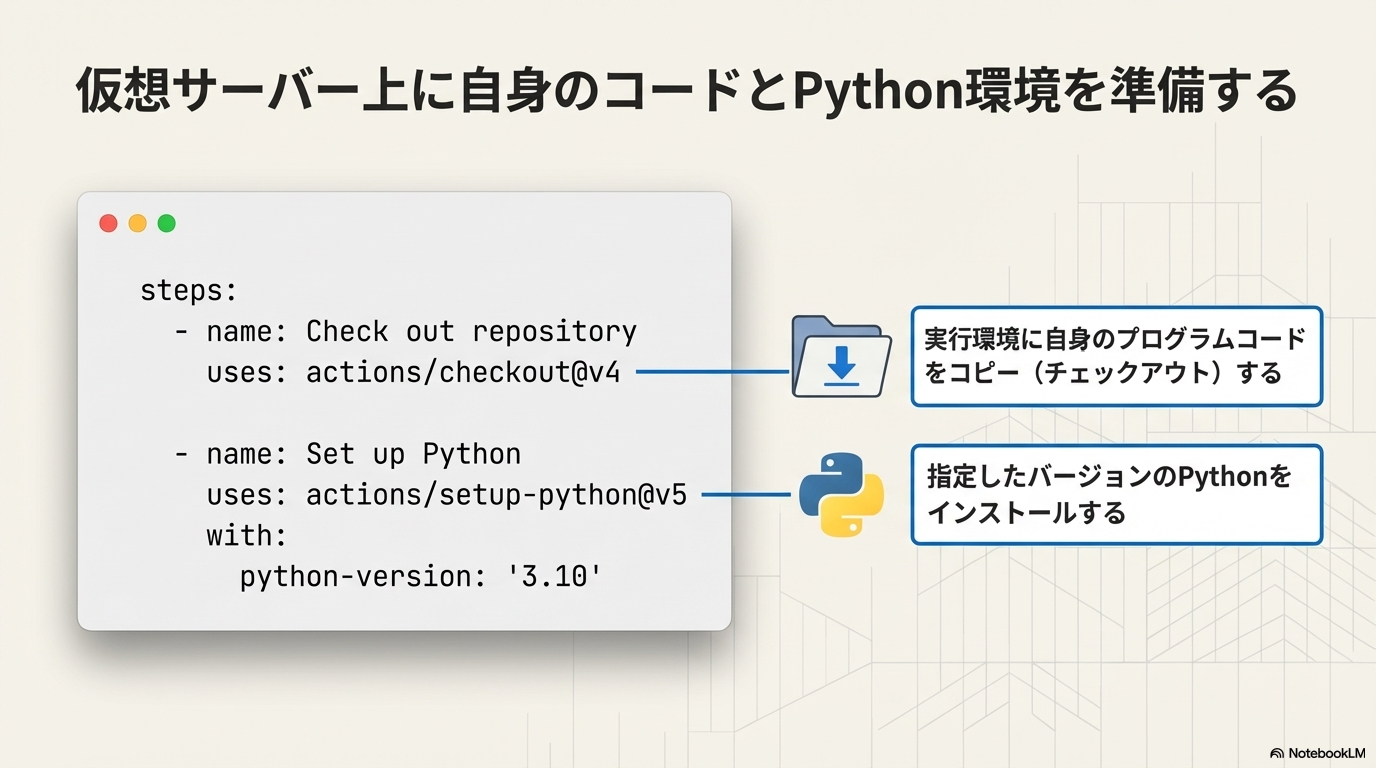 仮想サーバー上に自身のコードとPython環境を準備する
steps:
  - name: Check out repository
    uses: actions/checkout@v4
  - name: Set up Python
    uses: actions/setup-python@v5
    with:
      python-version: '3.10'
実行環境に自身のプログラムコード
をコピー（チェックアウト）する
指定したバージョンのPythonを
インストールする
NotebookLM